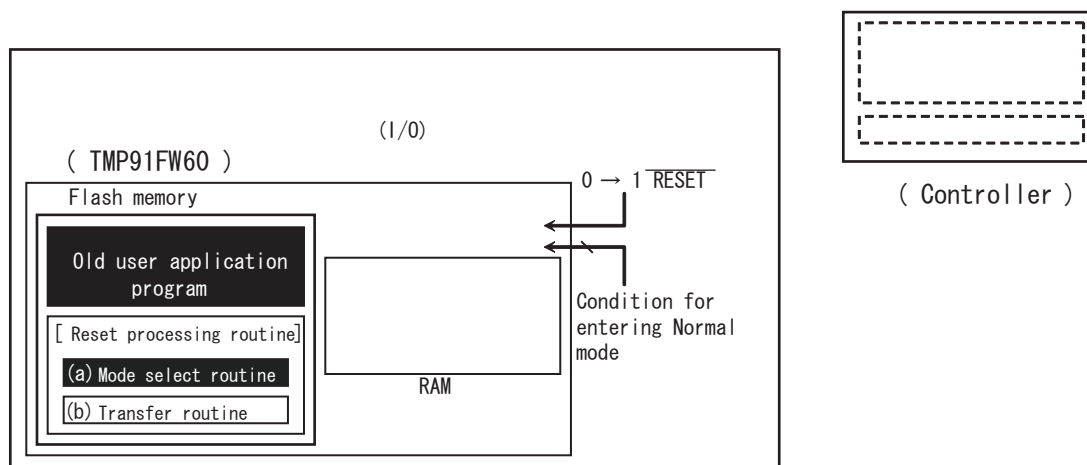 (I/O)
( TMP91FW60 )
0 → 1 RESET
Flash memory
( Controller )
Old user application
program
Condition for
entering Normal
mode
[ Reset processing routine]
(a) Mode select routine
RAM
(b) Transfer routine